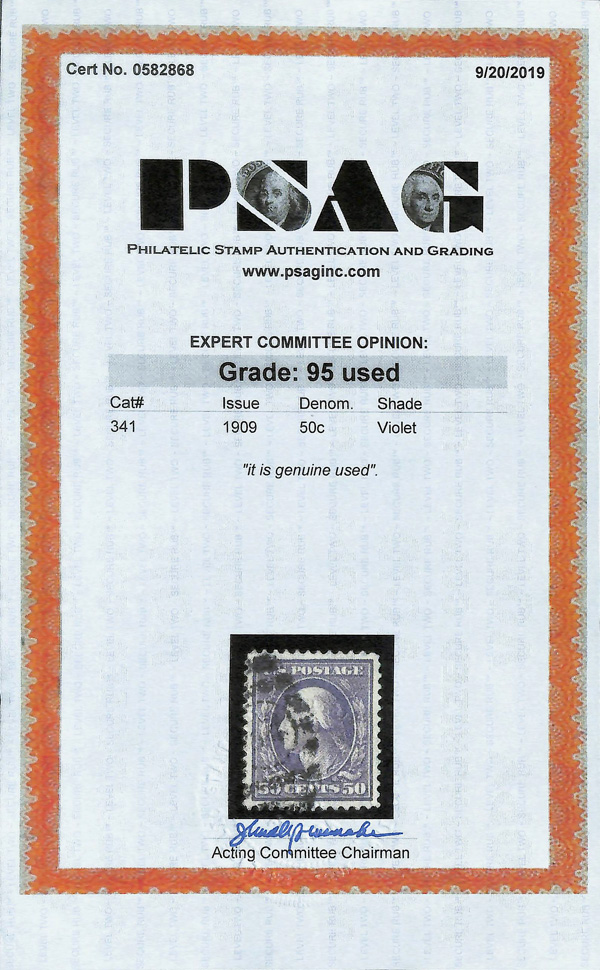 Cert No. 0582868
9/20/2019
PSAG
PHILATELIC STAMP AUTHENTICATION AND GRADING
www.psaginc.com
EXPERT COMMITTEE OPINION:
Grade: 95 used
Cat# Issue Denom. Shade
341 1909 50c Violet
"it is genuine used".
POSTAGE
50 CENTS 50
Acting Committee Chairman